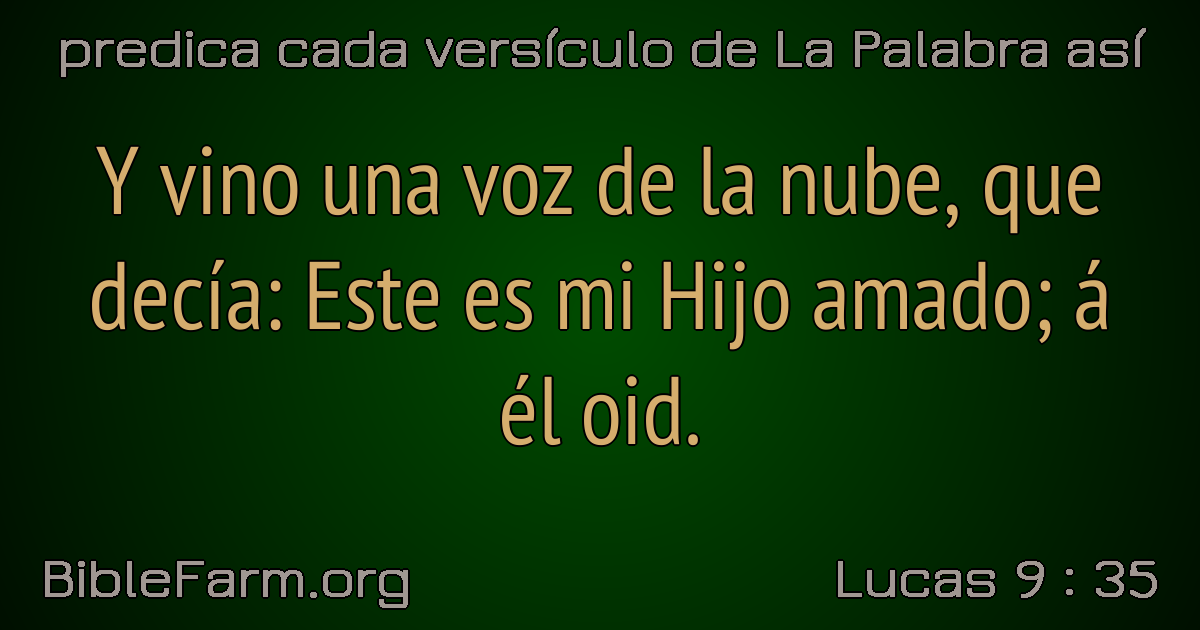 predica cada versículo de La Palabra así
Y vino una voz de la nube, que
decía: Este es mi Hijo amado; á
él oid.
BibleFarm.org
Lucas 9 : 35